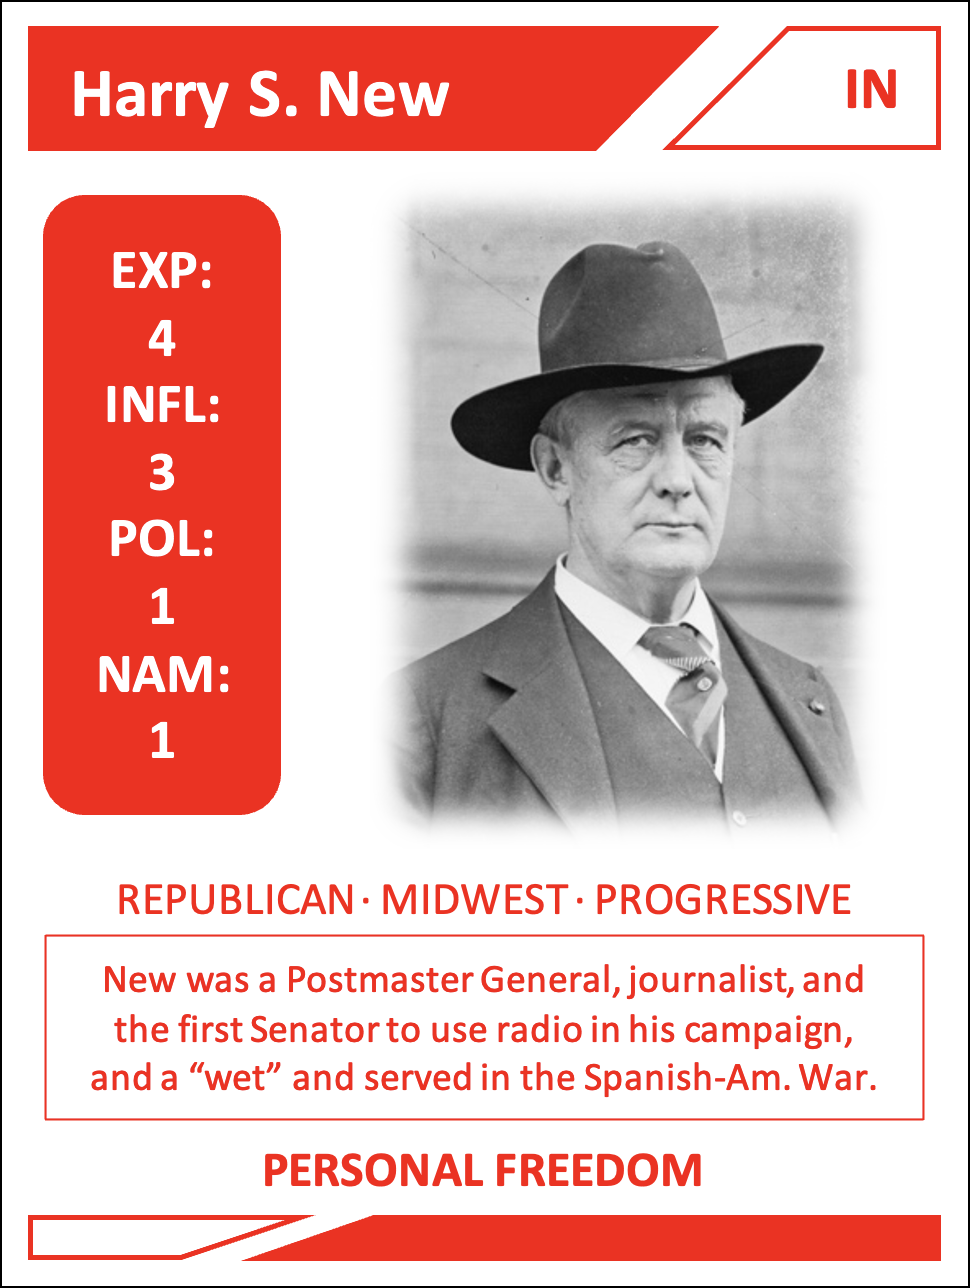 Harry S. New
IN
EXP:
4
INFL:
3
POL:
1
NAM:
1
REPUBLICAN · MIDWEST · PROGRESSIVE
New was a Postmaster General, journalist, and
the first Senator to use radio in his campaign,
and a “wet” and served in the Spanish-Am. War.
PERSONAL FREEDOM